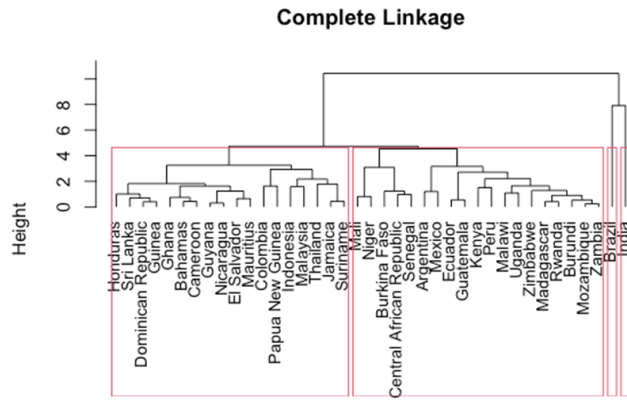 Complete Linkage
Height
0
2
4
6
8
Honduras
Sri Lanka
Dominican Republic
Guinea
Ghana
Bahamas
Cameroon
Guyana
Nicaragua
El Salvador
Mauritius
Colombia
Papua New Guinea
Indonesia
Malaysia
Thailand
Jamaica
Suriname
Mali
Niger
Burkina Faso
Central African Republic
Senegal
Argentina
Mexico
Ecuador
Guatemala
Kenya
Peru
Malawi
Uganda
Zimbabwe
Madagascar
Rwanda
Burundi
Mozambique
Zambia
Brazil
India